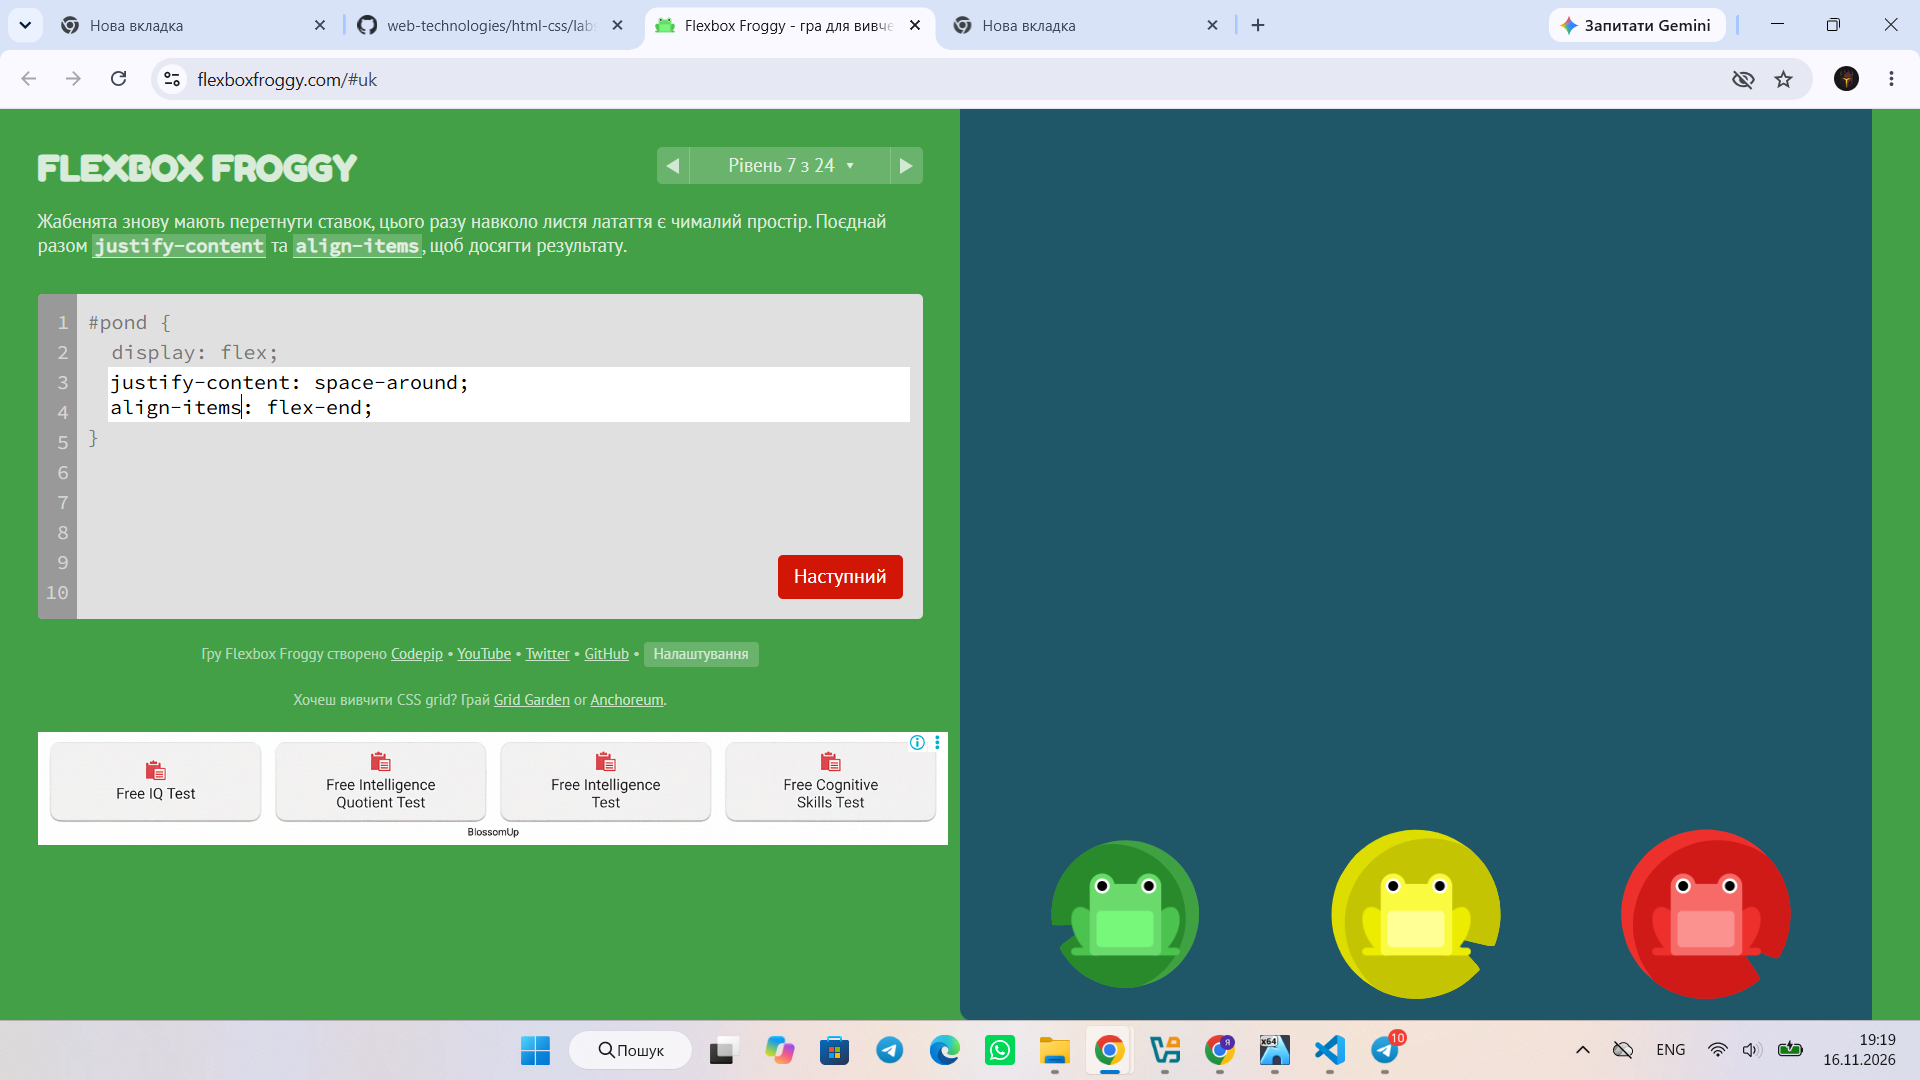 Нова вкладка
web-technologies/html-css/labs
Flexbox Froggy - гра для вивче
Нова вкладка
Запитати Gemini
flexboxfroggy.com/#uk
FLEXBOX FROGGY
Рівень 7 з 24
Жабенята знову мають перетнути ставок, цього разу навколо листя латаття є чималий простір. Поєднай
разом justify-content та align-items, щоб досягти результату.
1 #pond {
2 display: flex;
3 justify-content: space-around;
4 align-items: flex-end;
5 }
6
7
8
9
10
Наступний
Гру Flexbox Froggy створено Codepip • YouTube • Twitter • GitHub • Налаштування
Хочеш вивчити CSS grid? Грай Grid Garden or Anchoreum.
Free IQ Test
Free Intelligence
Quotient Test
Free Intelligence
Test
Free Cognitive
Skills Test
BlossomUp
Пошук
Я
x64
10
ENG
19:19
16.11.2026